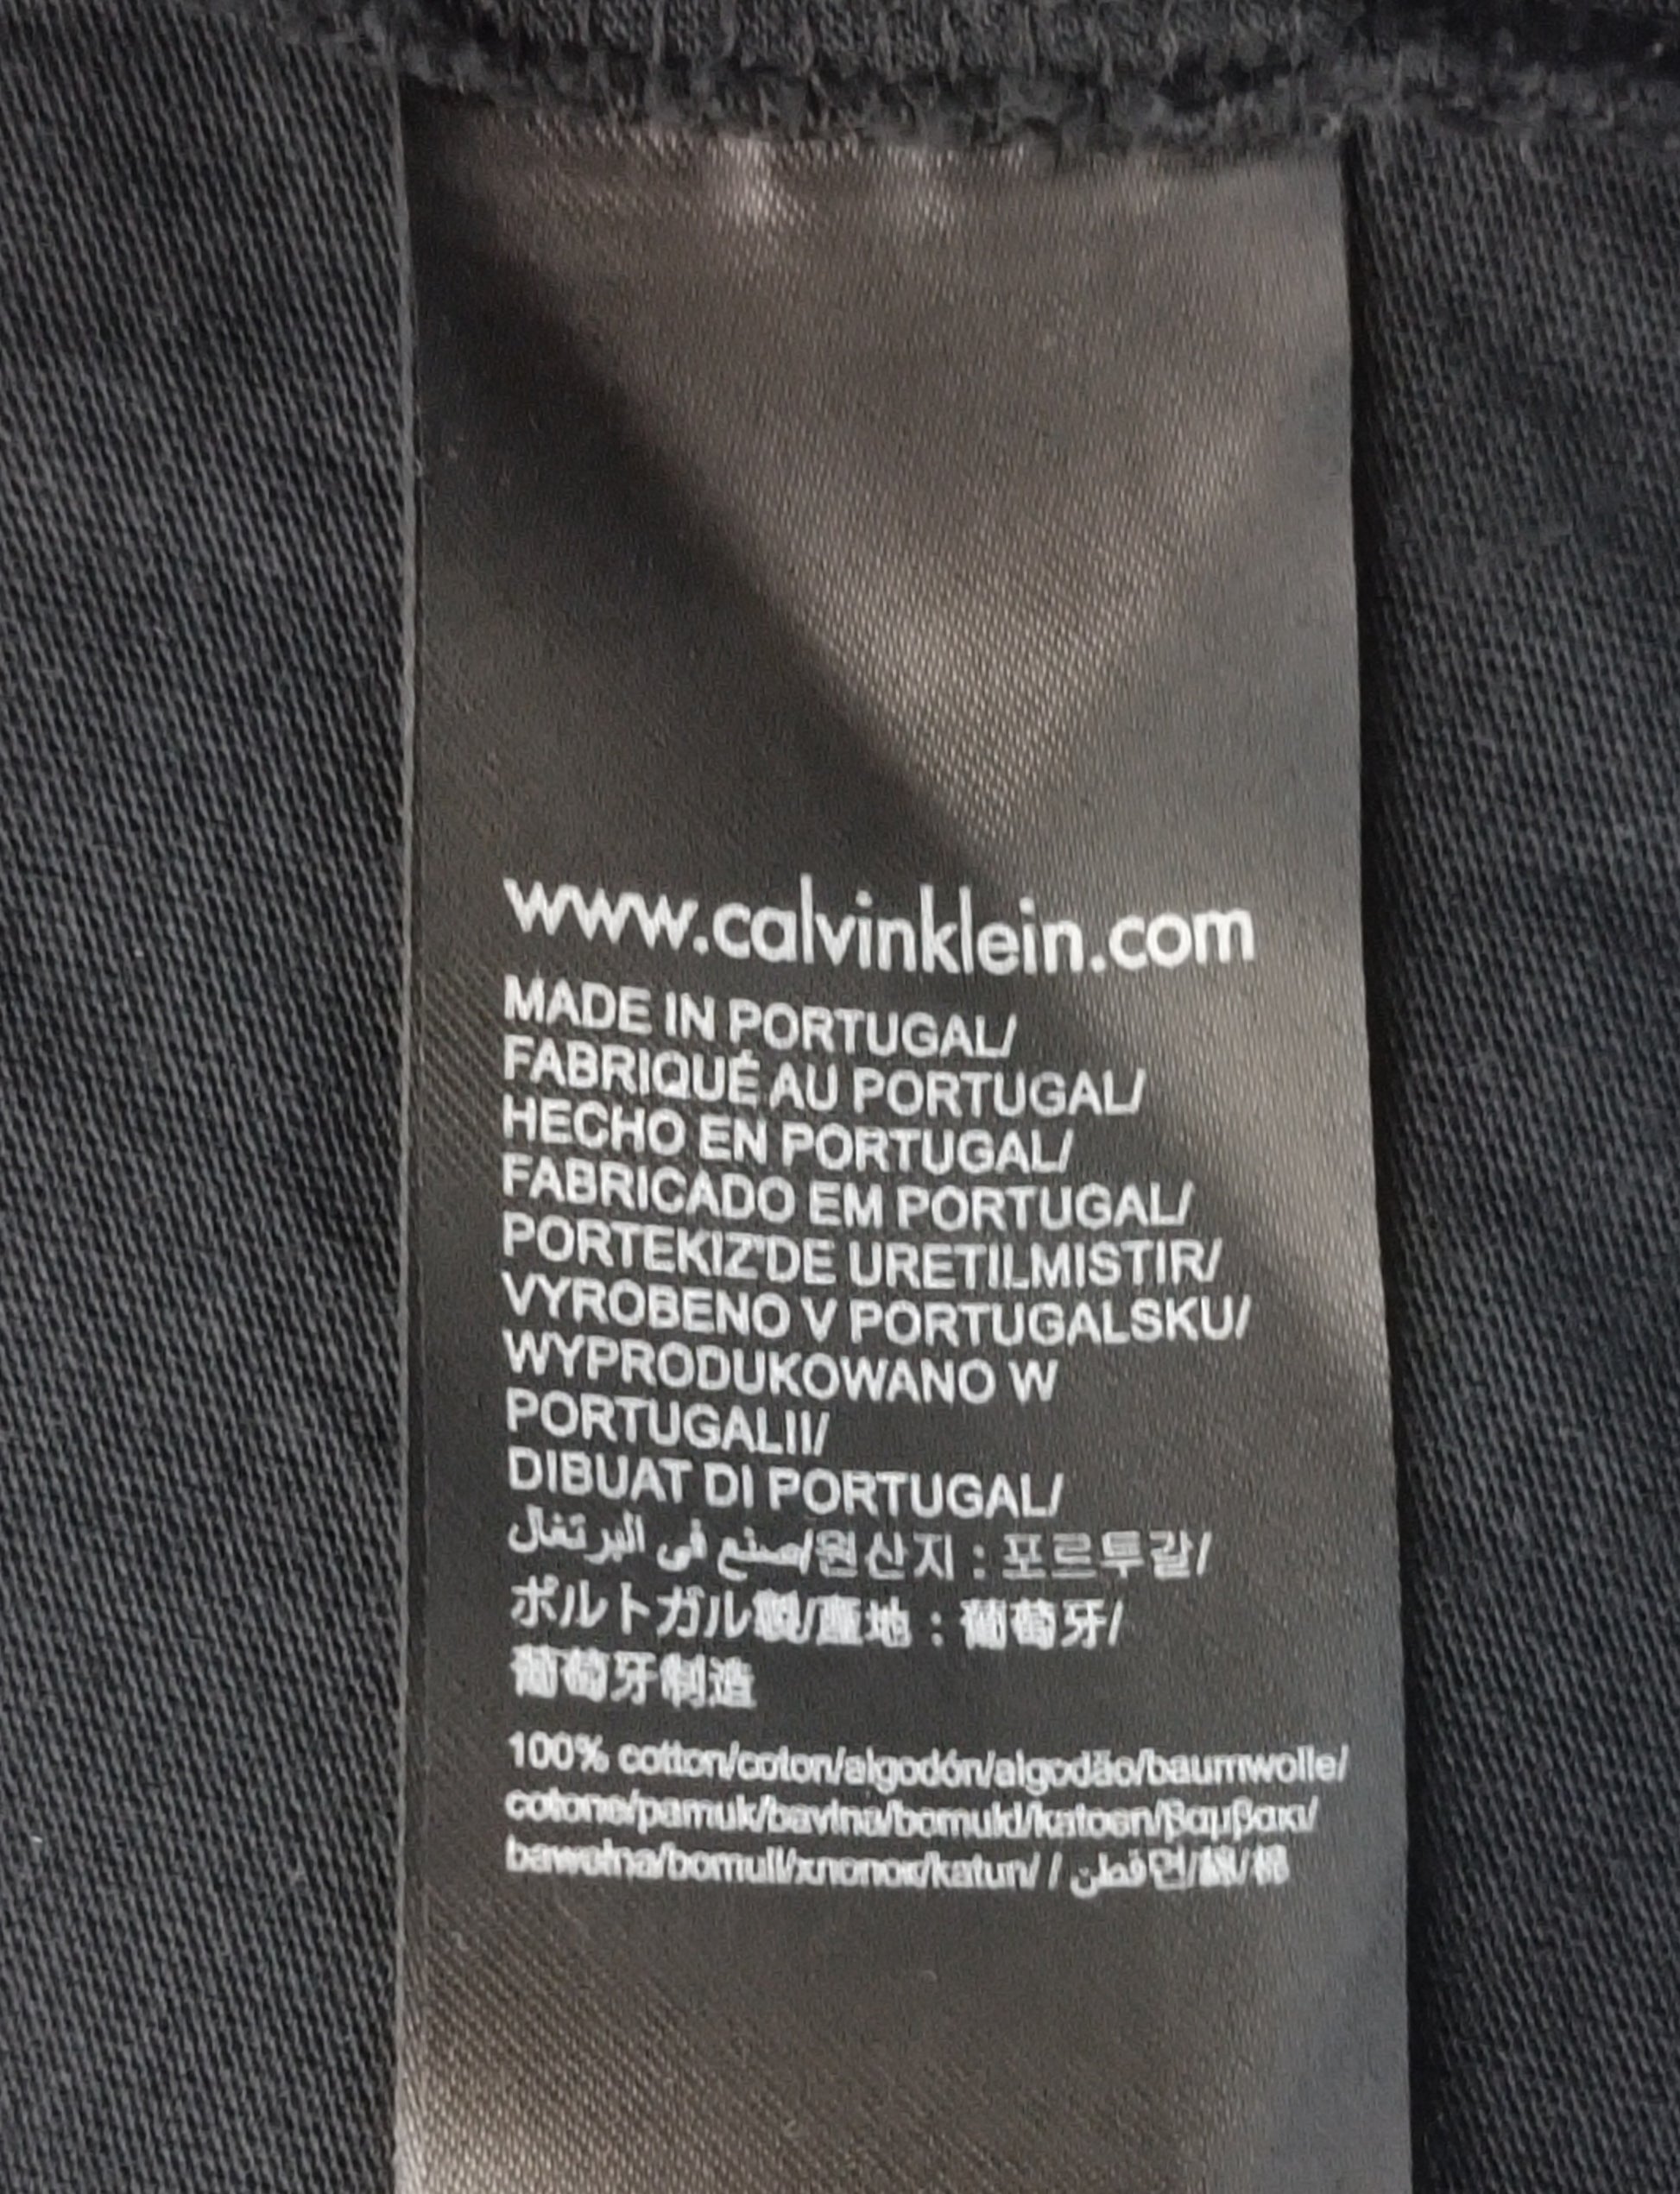 www.calvinklein.com
MADE IN PORTUGAL/
FABRIQUÉ AU PORTUGAL/
HECHO EN PORTUGAL/
FABRICADO EM PORTUGAL/
PORTEKIZ'DE URETILMISTIR/
VYROBENO V PORTUGALSKU/
WYPRODUKOWANO W
PORTUGALII/
DIBUAT DI PORTUGAL/
صنع في البرتغال/원산지 : 포르투갈/
ポルトガル製/產地 : 葡萄牙/
葡萄牙制造
100% cotton/coton/algodón/algodão/baumwolle/
cotone/pamuk/bavlna/bomuld/katoen/βαμβακι/
bawełna/bomull/хлопок/katun/ / قطن면/綿/棉